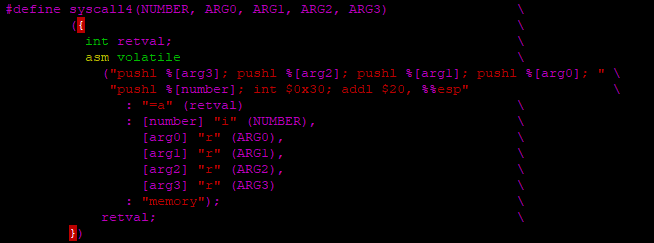 #define syscall4(NUMBER, ARG0, ARG1, ARG2, ARG3) \
({ \
int retval; \
asm volatile \
("pushl %[arg3]; pushl %[arg2]; pushl %[arg1]; pushl %[arg0]; " \
"pushl %[number]; int $0x30; addl $20, %%esp" \
: "=a" (retval) \
: [number] "i" (NUMBER), \
[arg0] "r" (ARG0), \
[arg1] "r" (ARG1), \
[arg2] "r" (ARG2), \
[arg3] "r" (ARG3) \
: "memory"); \
retval; \
})